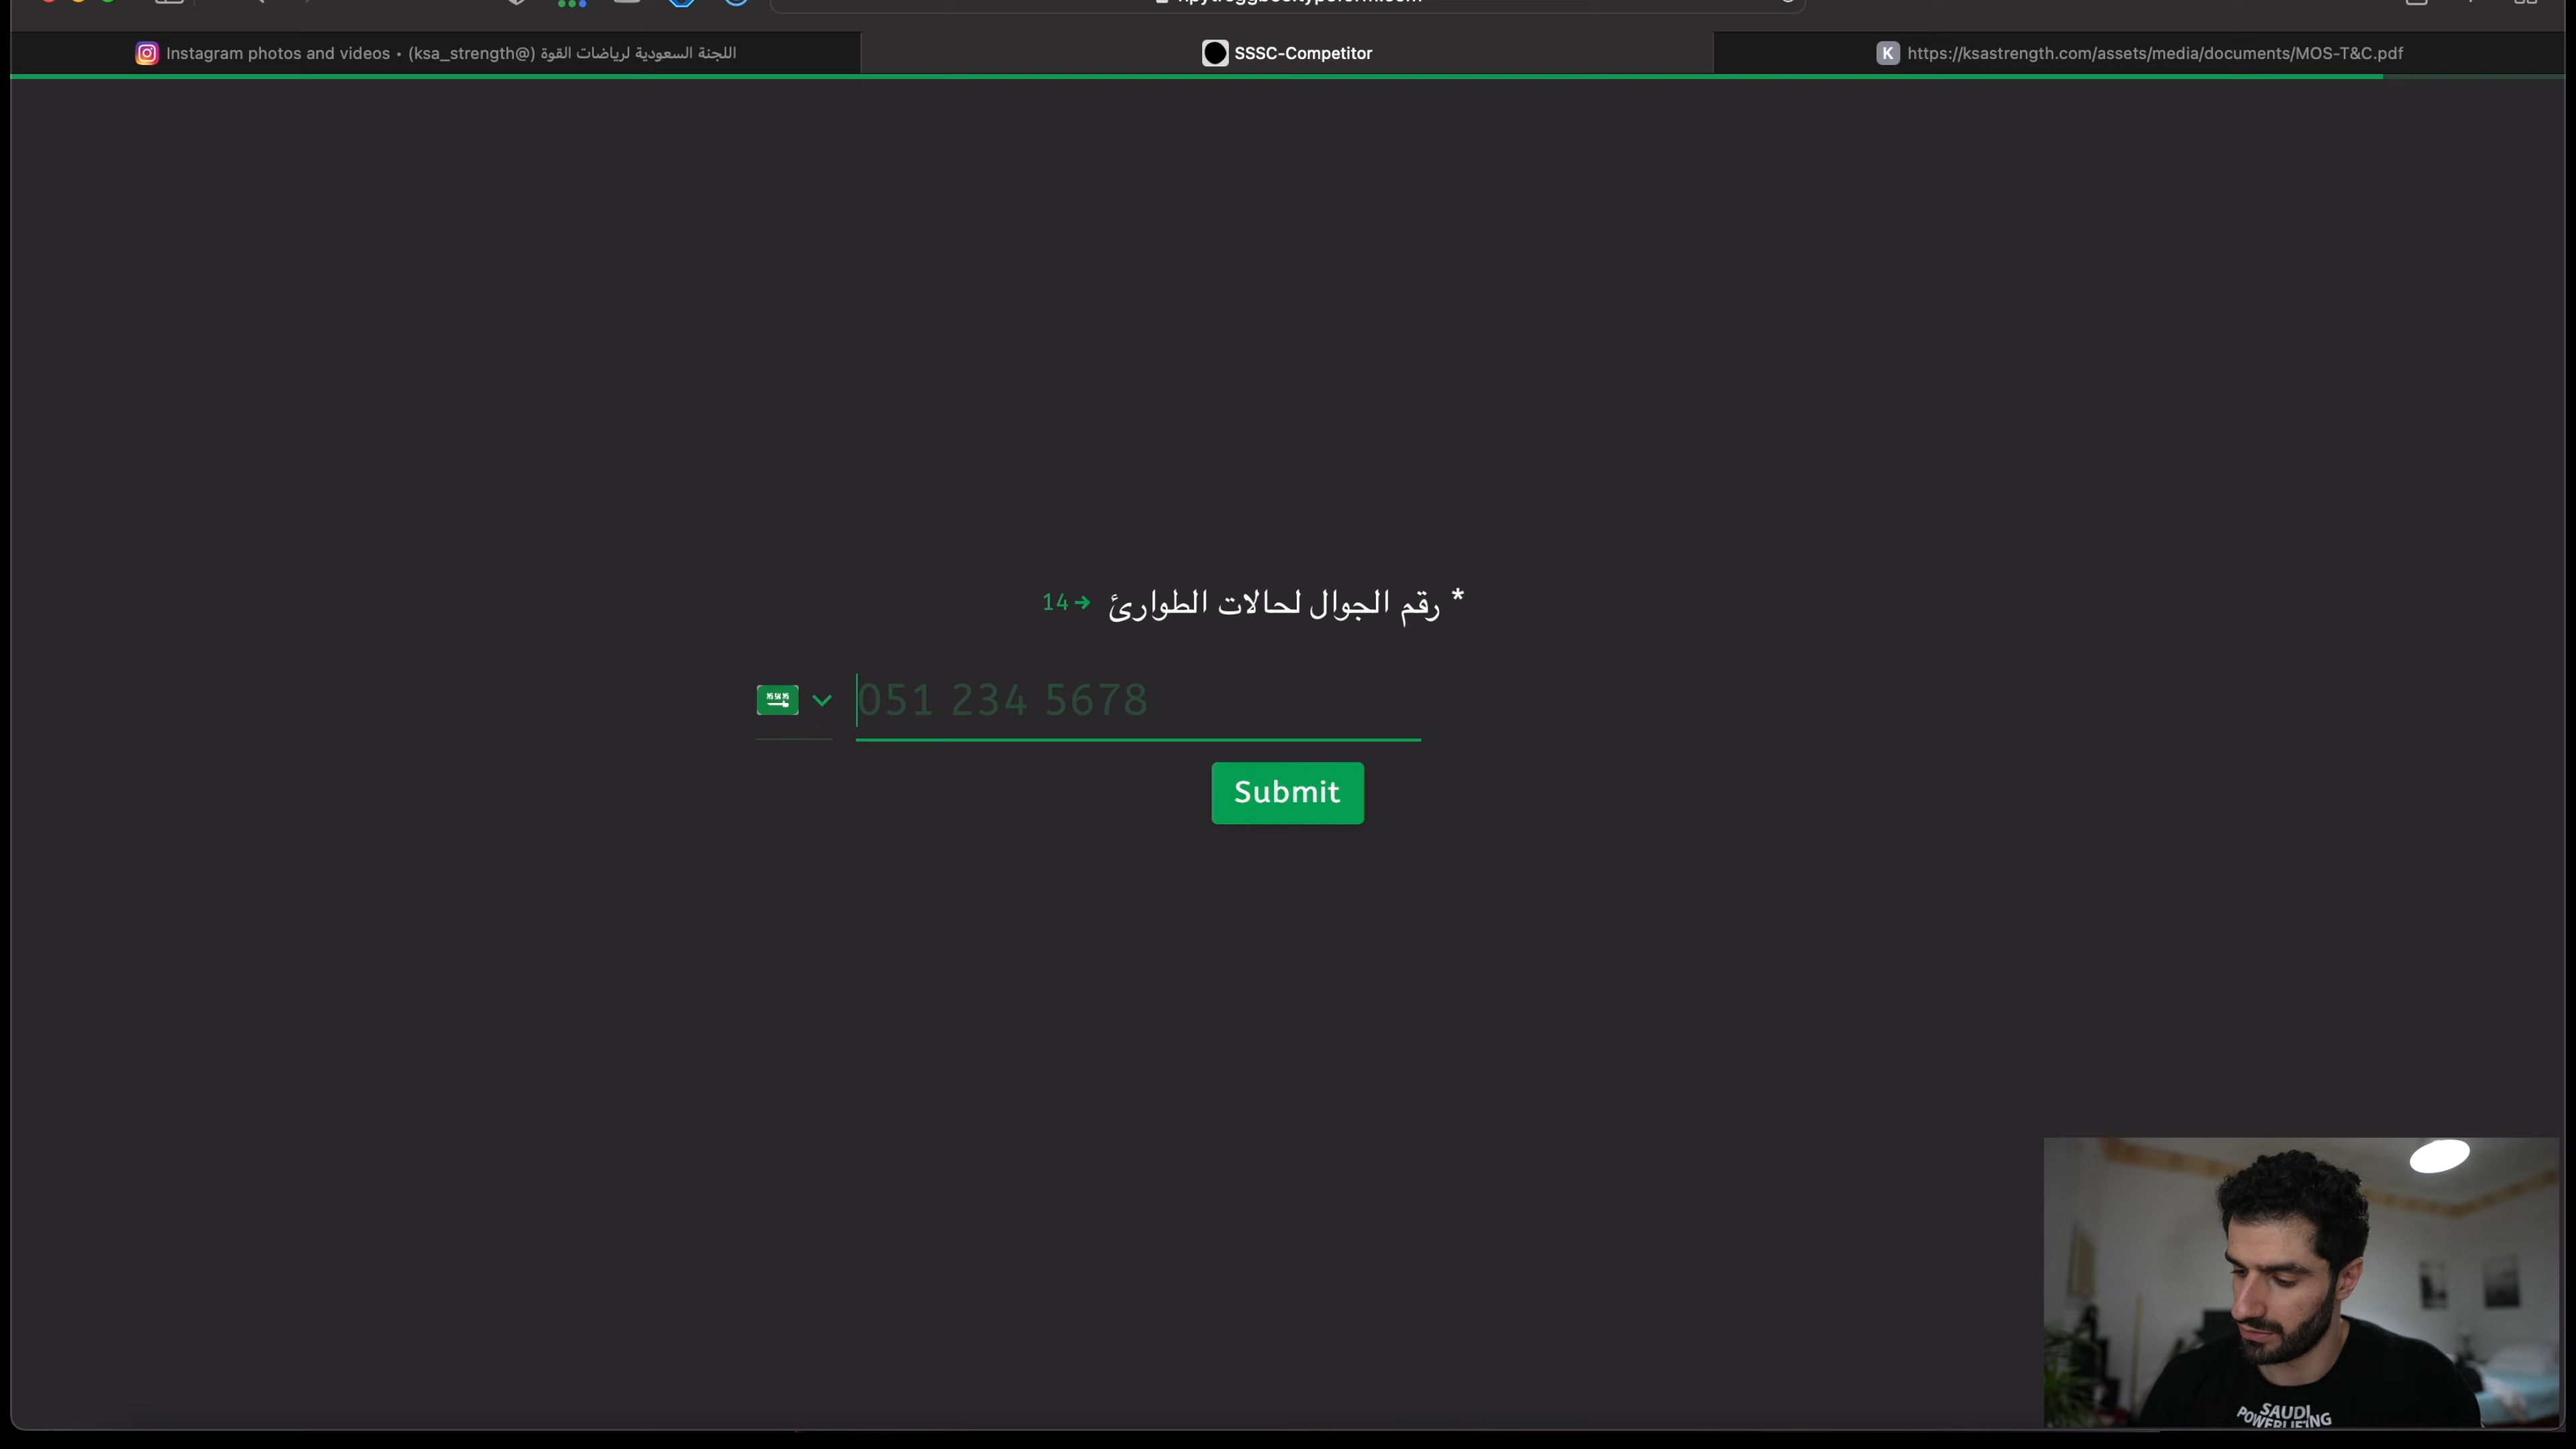 اللجنة السعودية لرياضات القوة (@ksa_strength) • Instagram photos and videos
SSSC-Competitor
K
https://ksastrength.com/assets/media/documents/MOS-T&C.pdf
14
رقم الجوال لحالات الطوارئ *
051 234 5678
Submit
SAUDI
POWERLIFTING